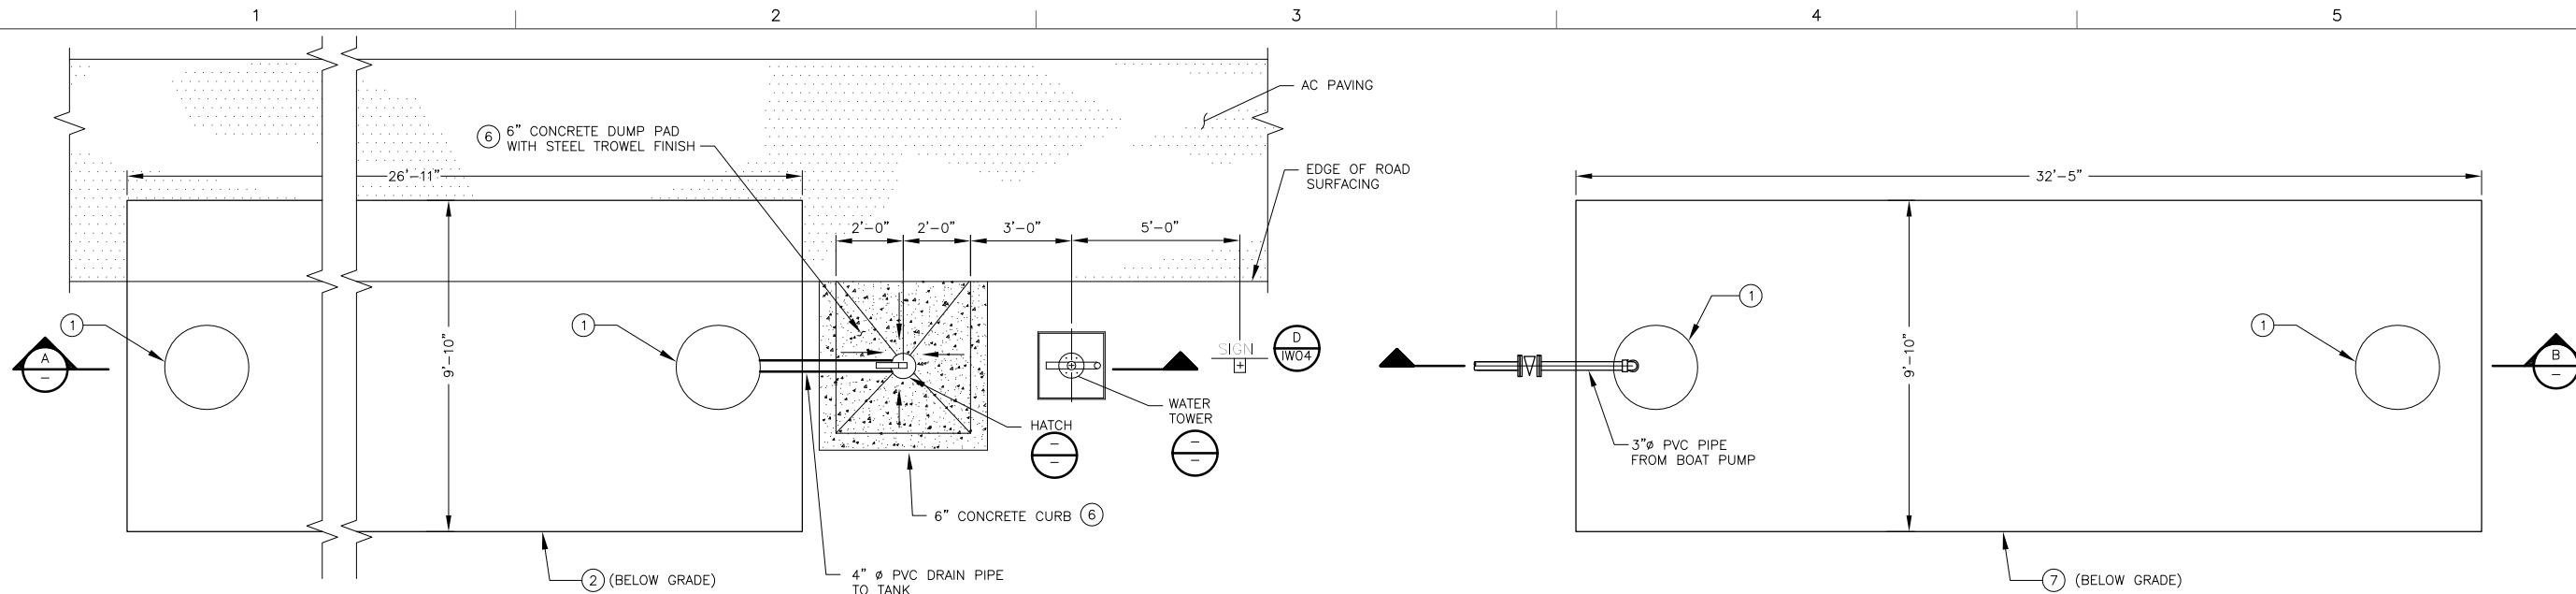 1 2 3 4 5
AC PAVING
6 6" CONCRETE DUMP PAD
WITH STEEL TROWEL FINISH
EDGE OF ROAD
SURFACING
26'-11"
32'-5"
2'-0" 2'-0" 3'-0" 5'-0"
1
1
1
1
9'-10"
9'-10"
A
-
SIGN
D
IW04
B
-
WATER
TOWER
-
-
HATCH
-
-
3"ø PVC PIPE
FROM BOAT PUMP
6" CONCRETE CURB 6
2 (BELOW GRADE)
4" ø PVC DRAIN PIPE
TO TANK
7 (BELOW GRADE)